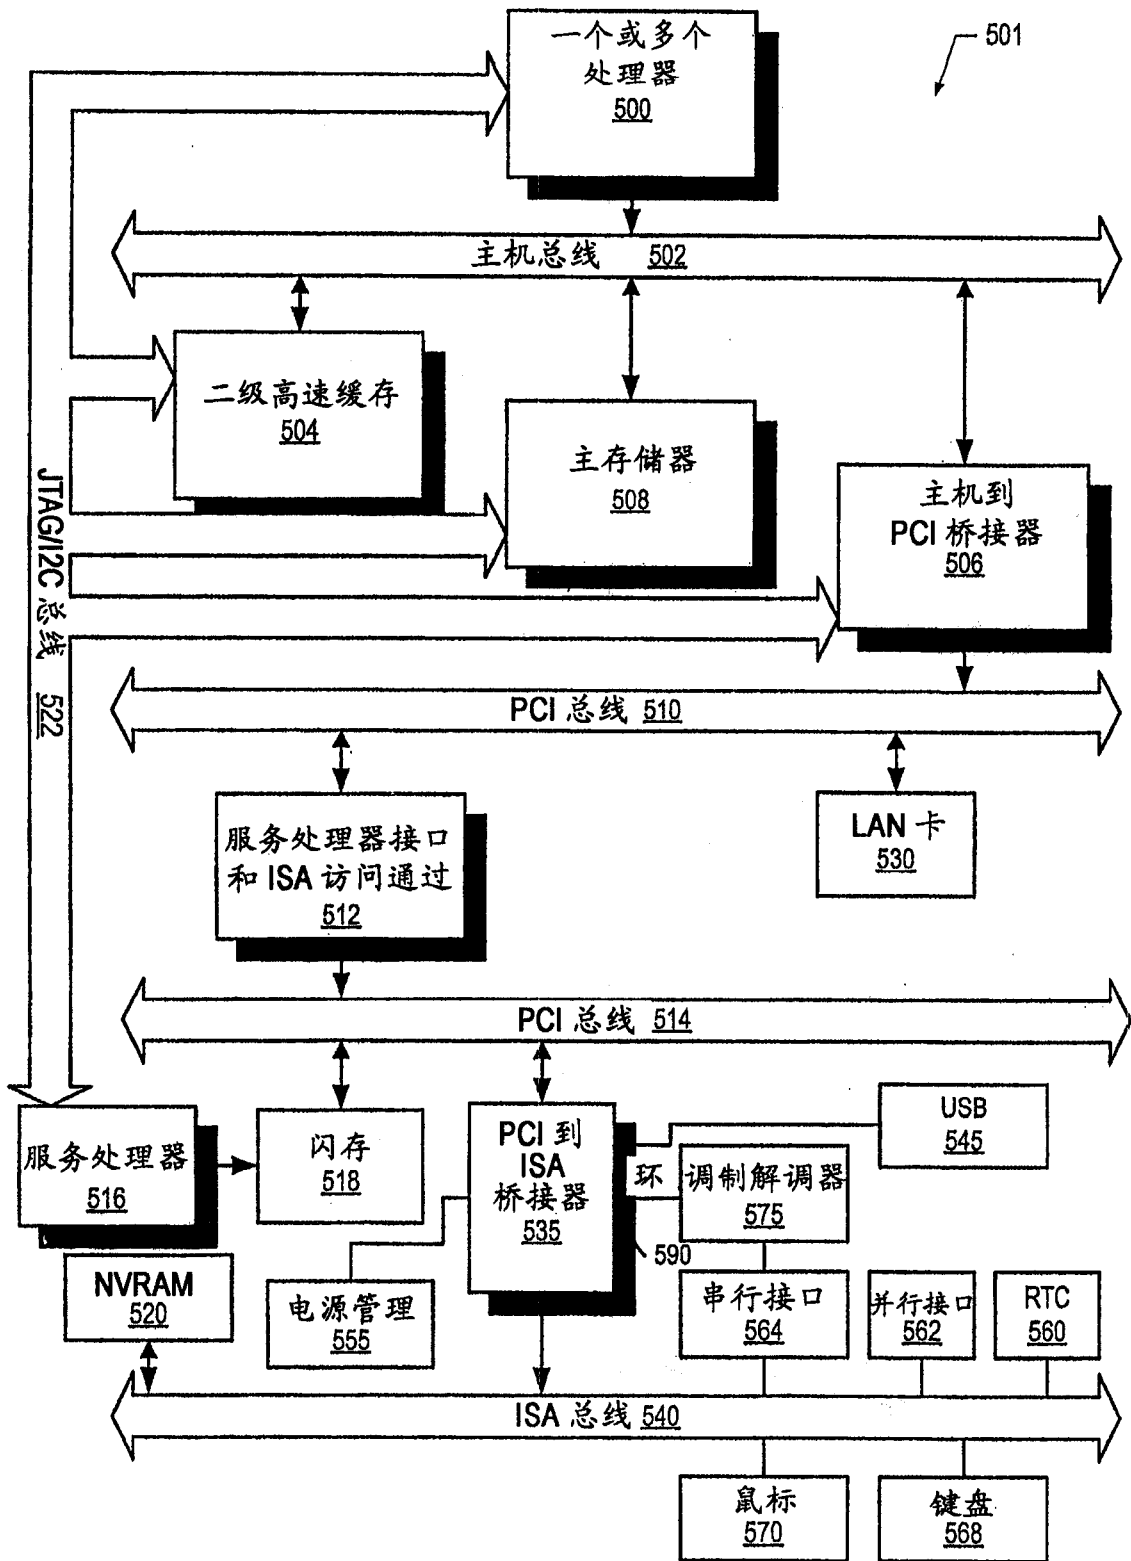 一个或多个
处理器
500
501
主机总线 502
二级高速缓存
504
主存储器
508
主机到
PCI 桥接器
506
JTAG/I2C 总线 522
PCI 总线 510
服务处理器接口
和 ISA 访问通过
512
LAN 卡
530
PCI 总线 514
服务处理器
516
闪存
518
PCI 到
ISA
桥接器
535
USB
545
环
调制解调器
575
590
NVRAM
520
电源管理
555
串行接口
564
并行接口
562
RTC
560
ISA 总线 540
鼠标
570
键盘
568